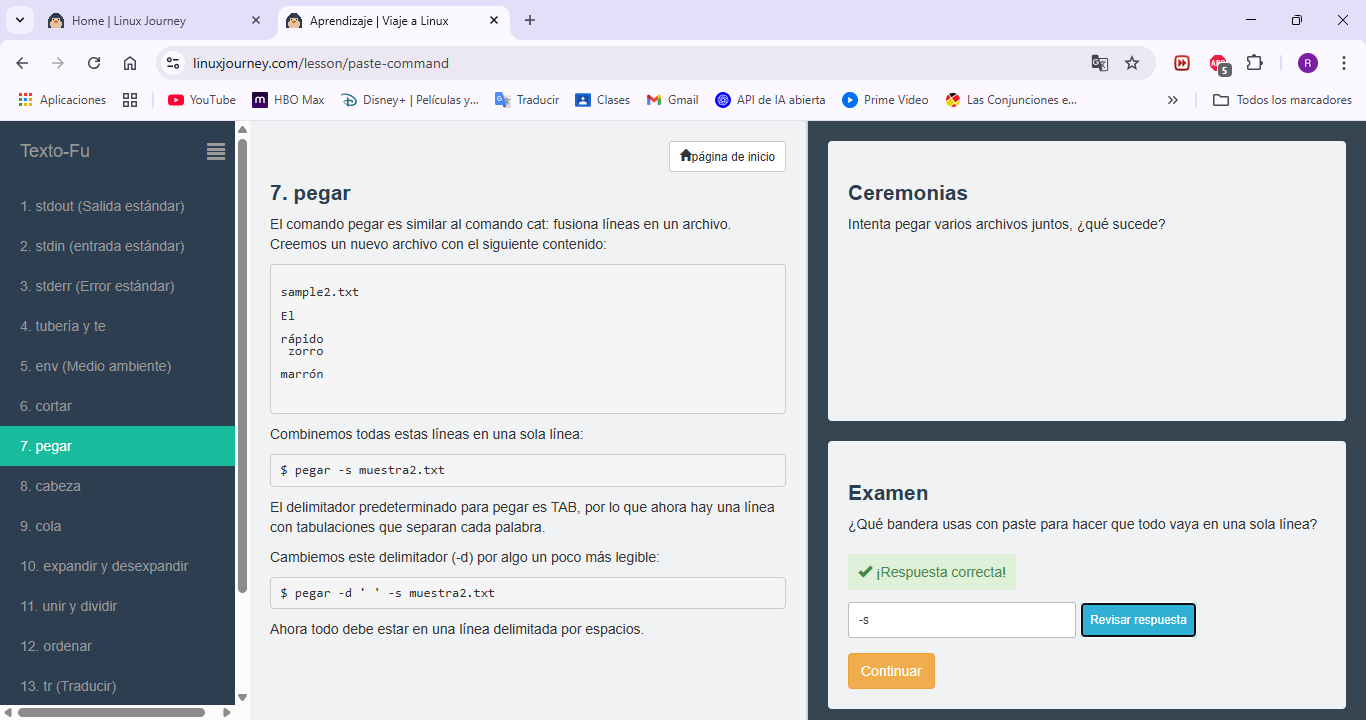 Home | Linux Journey
Aprendizaje | Viaje a Linux
linuxjourney.com/lesson/paste-command
5
R
Aplicaciones
YouTube
HBO Max
Disney+ | Películas y...
Traducir
Clases
Gmail
API de IA abierta
Prime Video
Las Conjunciones e...
Todos los marcadores
Texto-Fu
1. stdout (Salida estándar)
2. stdin (entrada estándar)
3. stderr (Error estándar)
4. tubería y te
5. env (Medio ambiente)
6. cortar
7. pegar
8. cabeza
9. cola
10. expandir y desexpandir
11. unir y dividir
12. ordenar
13. tr (Traducir)
página de inicio
7. pegar
El comando pegar es similar al comando cat: fusiona líneas en un archivo.
Creemos un nuevo archivo con el siguiente contenido:
sample2.txt
El
rápido
zorro
marrón
Combinemos todas estas líneas en una sola línea:
$ pegar -s muestra2.txt
El delimitador predeterminado para pegar es TAB, por lo que ahora hay una línea
con tabulaciones que separan cada palabra.
Cambiemos este delimitador (-d) por algo un poco más legible:
$ pegar -d ' ' -s muestra2.txt
Ahora todo debe estar en una línea delimitada por espacios.
Ceremonias
Intenta pegar varios archivos juntos, ¿qué sucede?
Examen
¿Qué bandera usas con paste para hacer que todo vaya en una sola línea?
¡Respuesta correcta!
-s
Revisar respuesta
Continuar